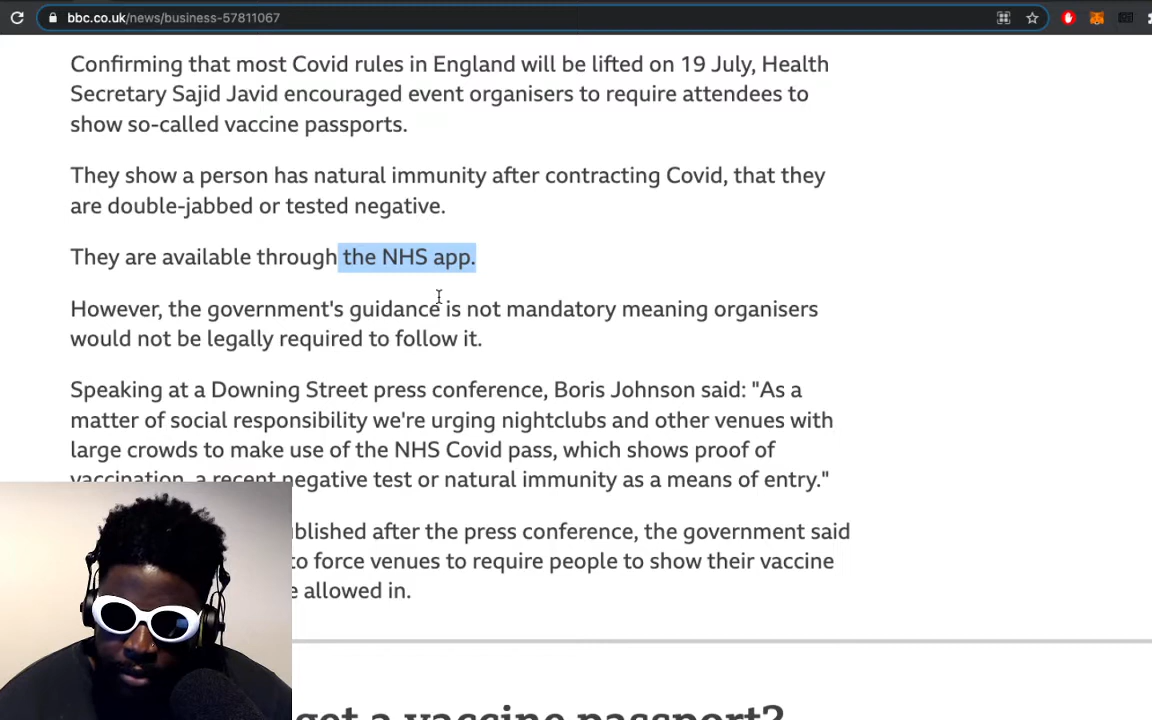 bbc.co.uk/news/business-57811067
Confirming that most Covid rules in England will be lifted on 19 July, Health
Secretary Sajid Javid encouraged event organisers to require attendees to
show so-called vaccine passports.
They show a person has natural immunity after contracting Covid, that they
are double-jabbed or tested negative.
They are available through the NHS app.
However, the government's guidance is not mandatory meaning organisers
would not be legally required to follow it.
Speaking at a Downing Street press conference, Boris Johnson said: "As a
matter of social responsibility we're urging nightclubs and other venues with
large crowds to make use of the NHS Covid pass, which shows proof of
vaccination, a recent negative test or natural immunity as a means of entry."
after the press conference, the government said
to force venues to require people to show their vaccine
allowed in.
get a vaccine passport?